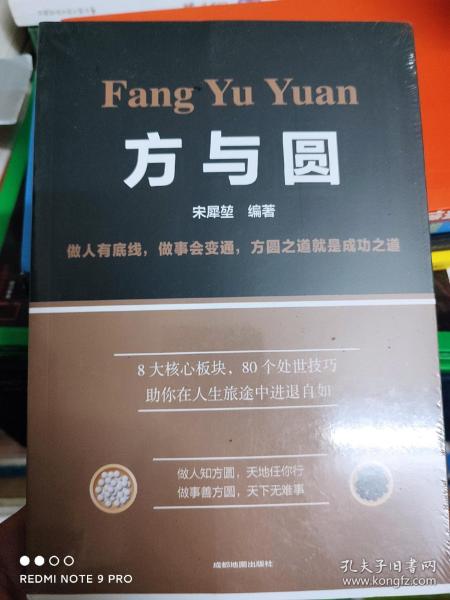 Fang Yu Yuan
方与圆
宋犀堃 编著
做人有底线，做事会变通，方圆之道就是成功之道
8大核心板块，80个处世技巧
助你在人生旅途中进退自如
做人知方圆，天地任你行
做事善方圆，天下无难事
成都地图出版社
REDMI NOTE 9 PRO
孔夫子旧书网
www.kongfz.com